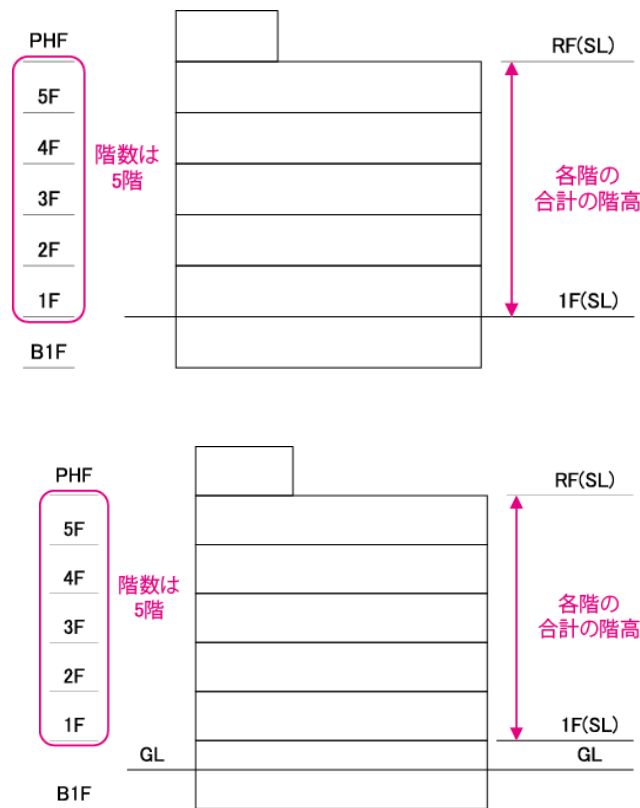 PHF
RF(SL)
5F
4F
階数は
5階
3F
各階の
合計の階高
2F
1F
1F(SL)
B1F
PHF
RF(SL)
5F
4F
階数は
5階
3F
各階の
合計の階高
2F
1F
1F(SL)
GL
GL
B1F